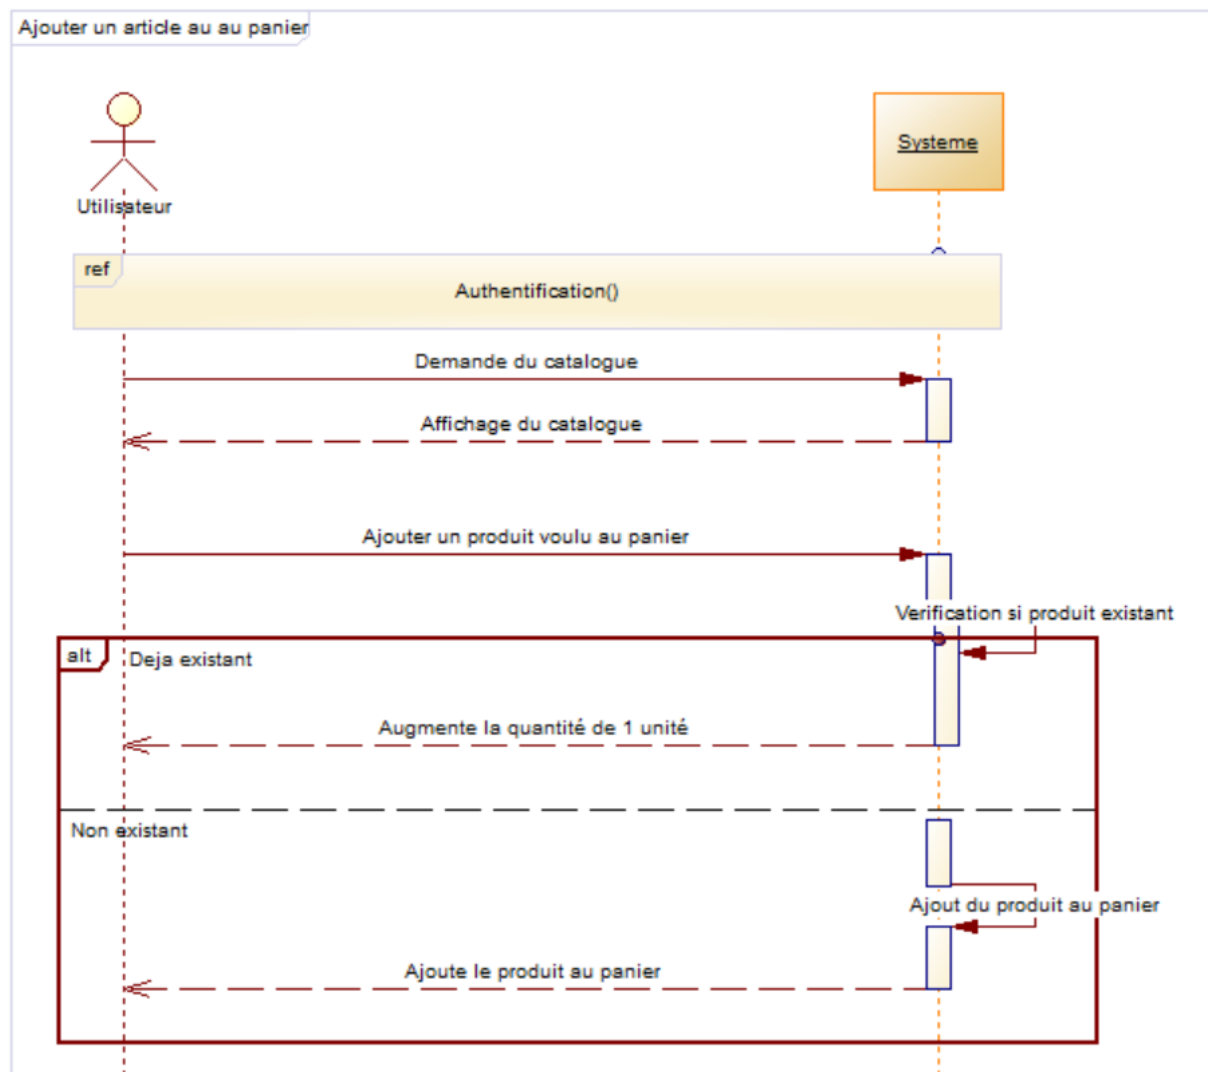 Ajouter un article au au panier
Utilisateur
Systeme
ref
Authentification()
Demande du catalogue
Affichage du catalogue
Ajouter un produit voulu au panier
Verification si produit existant
alt
Deja existant
Augmente la quantité de 1 unité
Non existant
Ajout du produit au panier
Ajoute le produit au panier